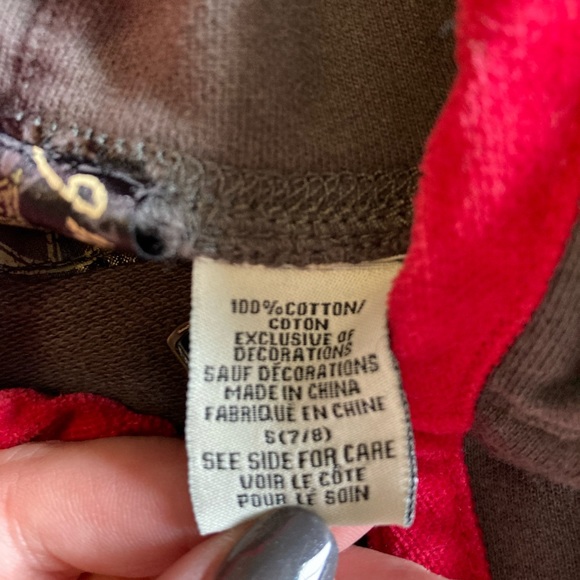 100% COTTON/
COTON
EXCLUSIVE OF
DECORATIONS
SAUF DÉCORATIONS
MADE IN CHINA
FABRIQUÉ EN CHINE
S(7/8)
SEE SIDE FOR CARE
VOIR LE CÔTE
POUR LE SOIN